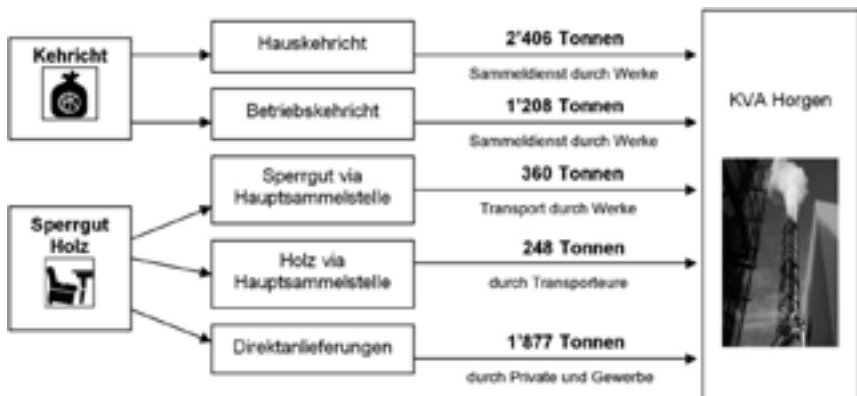 Kehricht
Hauskehricht
2'406 Tonnen
Sammeldienst durch Werke
Betriebskehricht
1'208 Tonnen
Sammeldienst durch Werke
KVA Horgen
Sperrgut
Holz
Sperrgut via
Hauptsammelstelle
360 Tonnen
Transport durch Werke
Holz via
Hauptsammelstelle
248 Tonnen
durch Transporteure
Direktanlieferungen
1'877 Tonnen
durch Private und Gewerbe